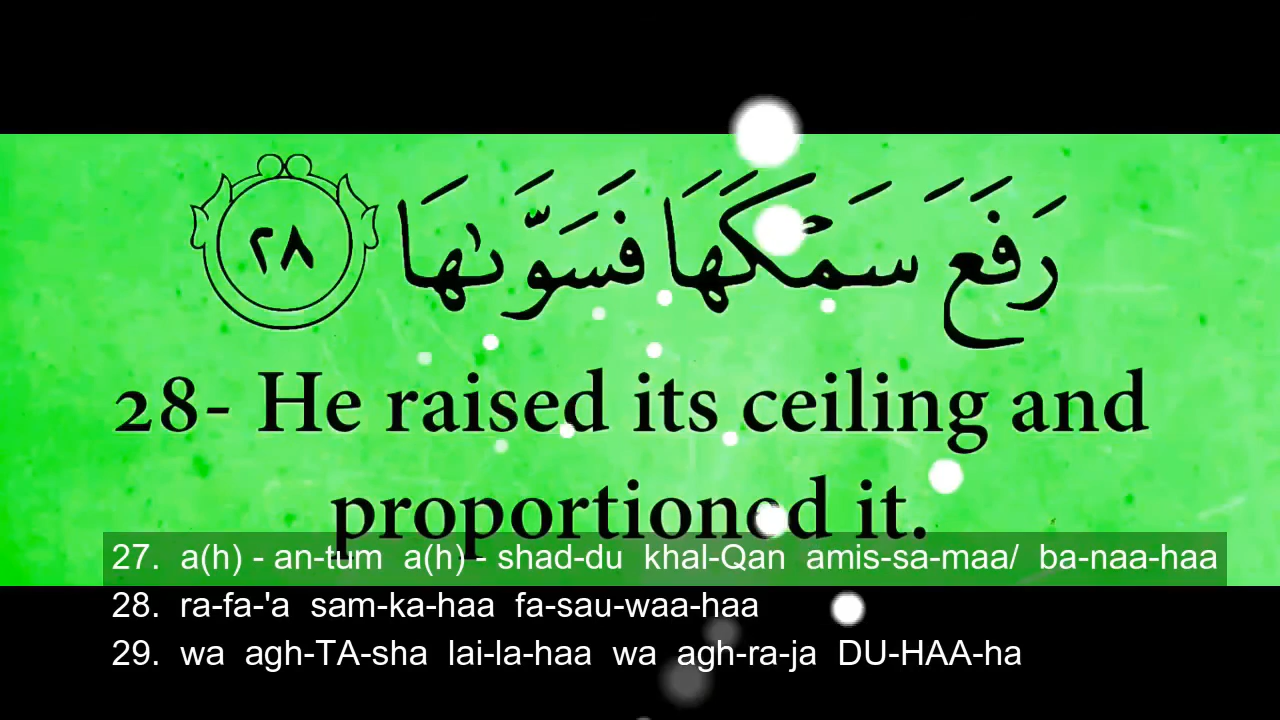 رَفَعَ سَمْكَهَا فَسَوَّىٰهَا ٢٨
28- He raised its ceiling and
proportioned it.
27. a(h) - an-tum a(h) - shad-du khal-Qan amis-sa-maa/ ba-naa-haa
28. ra-fa-'a sam-ka-haa fa-sau-waa-haa
29. wa agh-TA-sha lai-la-haa wa agh-ra-ja DU-HAA-ha